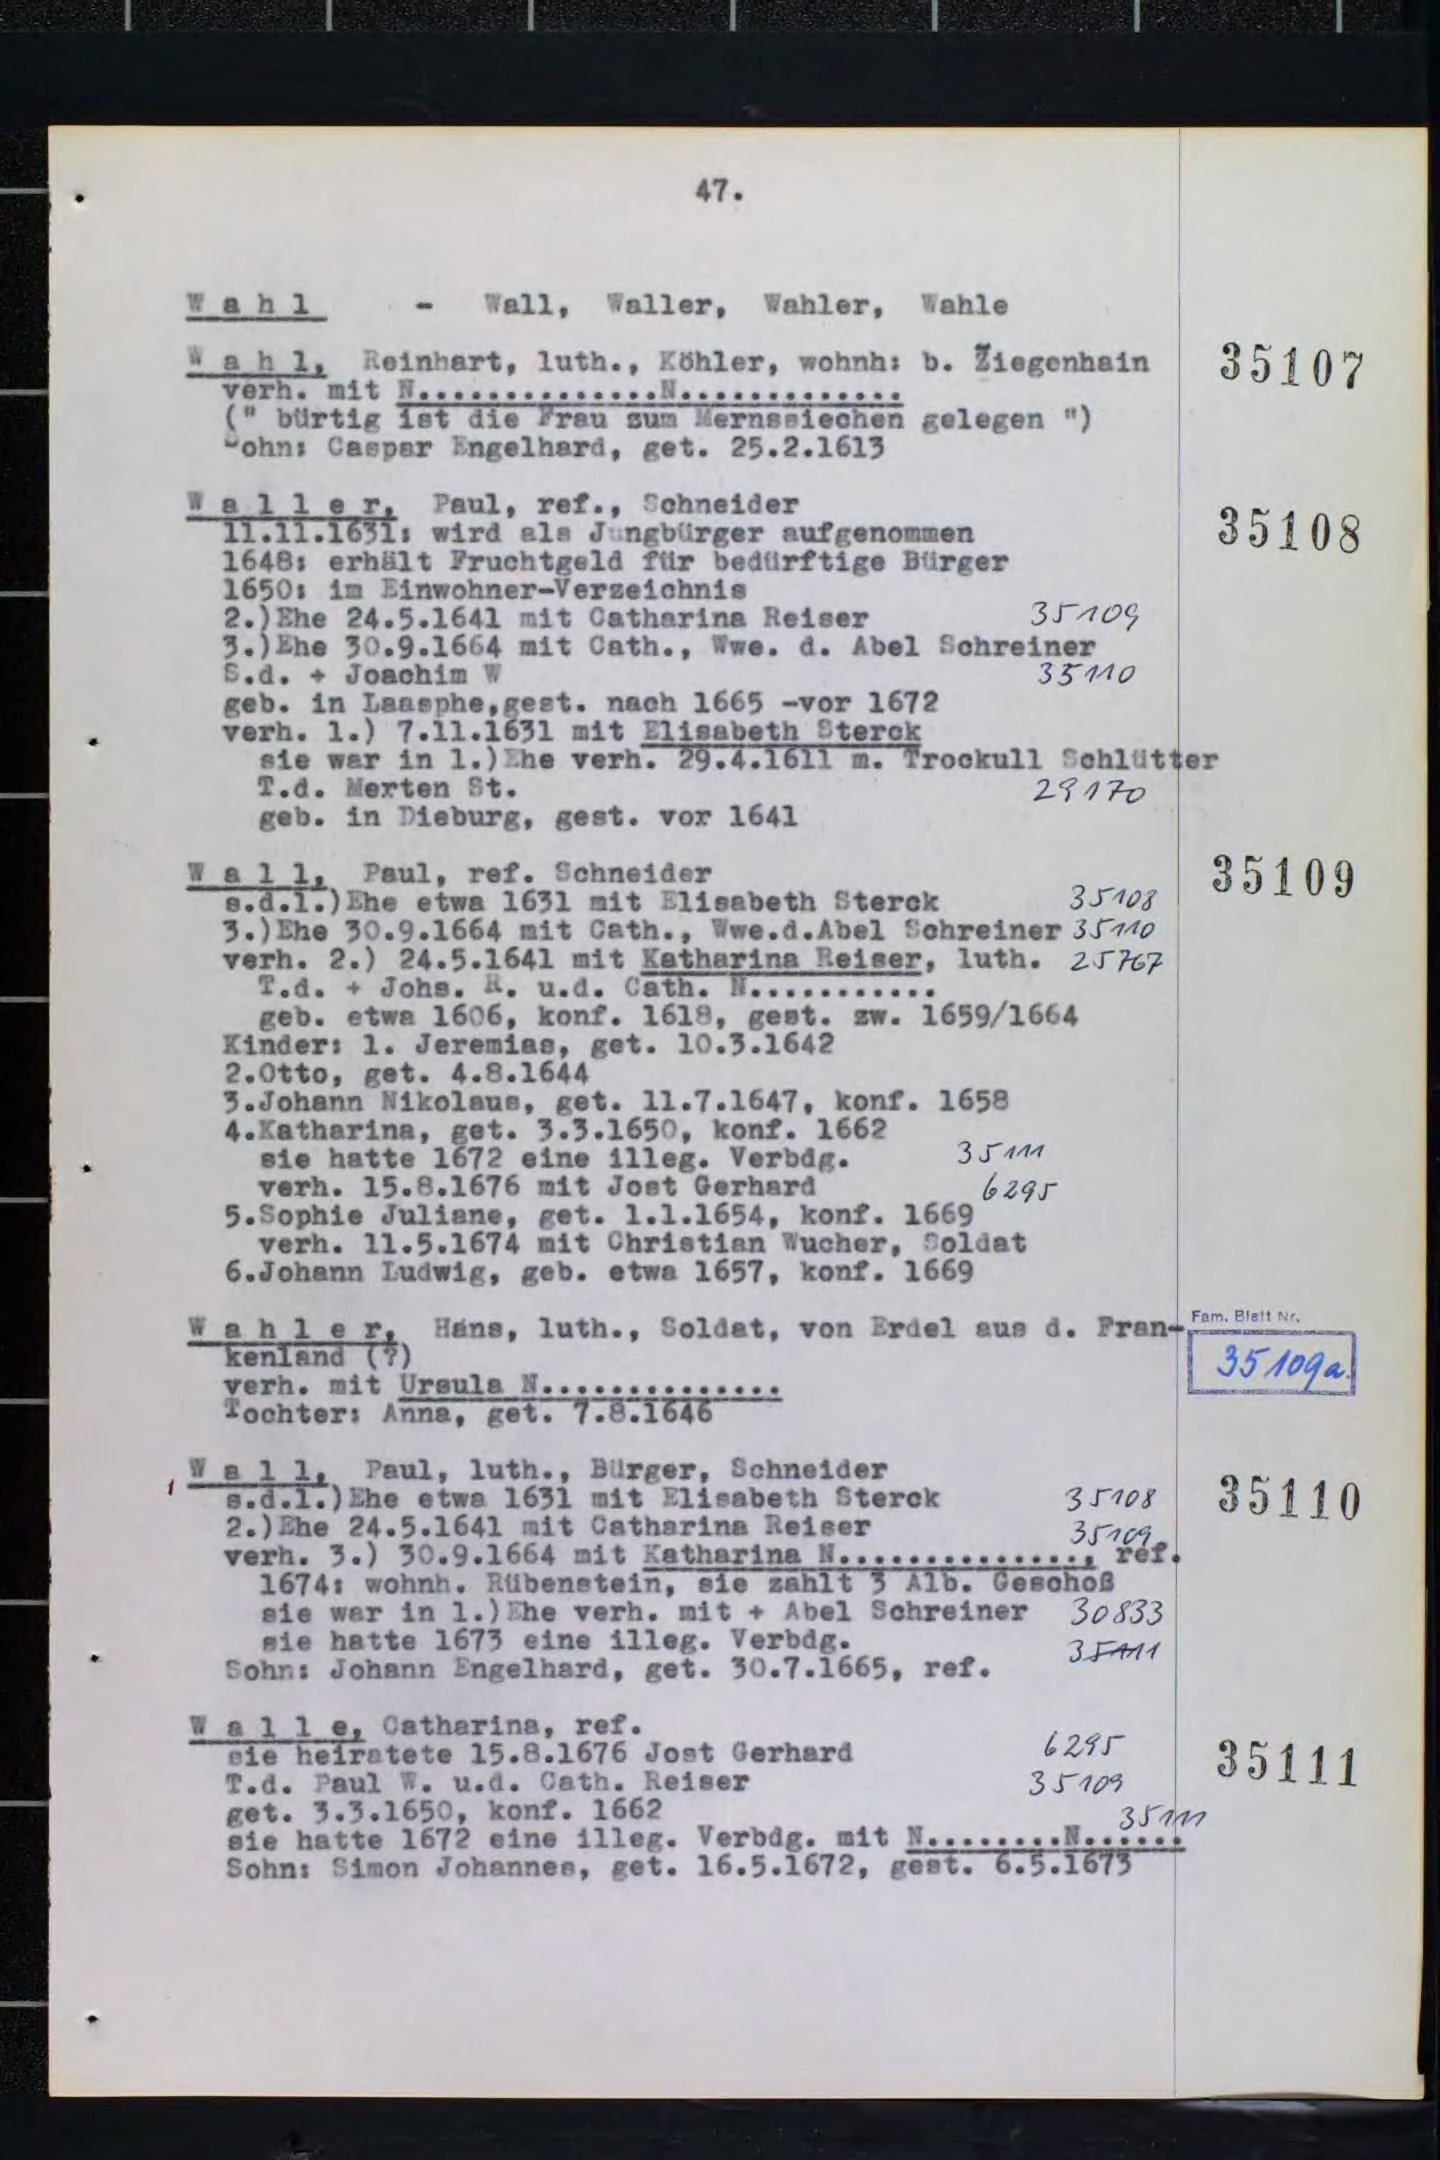 47.
W a h l - Wall, Waller, Wahler, Wahle
W a h l, Reinhart, luth., Köhler, wohnh: b. Ziegenhain 35107
verh. mit N..............N.............
(" bürtig ist die Frau zum Mernssiechen gelegen ")
Sohn: Caspar Engelhard, get. 25.2.1613
W a l l e r, Paul, ref., Schneider 35108
11.11.1631: wird als Jungbürger aufgenommen
1648: erhält Fruchtgeld für bedürftige Bürger
1650: im Einwohner-Verzeichnis
2.)Ehe 24.5.1641 mit Catharina Reiser 35109
3.)Ehe 30.9.1664 mit Cath., Wwe. d. Abel Schreiner
S.d. + Joachim W 35110
geb. in Laasphe,gest. nach 1665 -vor 1672
verh. 1.) 7.11.1631 mit Elisabeth Sterck
sie war in 1.)Ehe verh. 29.4.1611 m. Trockull Schlütter
T.d. Merten St. 29170
geb. in Dieburg, gest. vor 1641
W a l l, Paul, ref. Schneider 35109
s.d.1.)Ehe etwa 1631 mit Elisabeth Sterck 35108
3.)Ehe 30.9.1664 mit Cath., Wwe.d.Abel Schreiner 35110
verh. 2.) 24.5.1641 mit Katharina Reiser, luth. 25767
T.d. + Johs. R. u.d. Cath. N...........
geb. etwa 1606, konf. 1618, gest. zw. 1659/1664
Kinder: 1. Jeremias, get. 10.3.1642
2.Otto, get. 4.8.1644
3.Johann Nikolaus, get. 11.7.1647, konf. 1658
4.Katharina, get. 3.3.1650, konf. 1662
sie hatte 1672 eine illeg. Verbdg. 35111
verh. 15.8.1676 mit Jost Gerhard 6295
5.Sophie Juliane, get. 1.1.1654, konf. 1669
verh. 11.5.1674 mit Christian Wucher, Soldat
6.Johann Ludwig, geb. etwa 1657, konf. 1669
Fam. Blatt Nr.
W a h l e r, Hans, luth., Soldat, von Erdel aus d. Fran-
kenland (?) 35109a.
verh. mit Ursula N..............
Tochter: Anna, get. 7.8.1646
W a l l, Paul, luth., Bürger, Schneider
s.d.1.)Ehe etwa 1631 mit Elisabeth Sterck 35108 35110
2.)Ehe 24.5.1641 mit Catharina Reiser 35109
verh. 3.) 30.9.1664 mit Katharina N..............., ref.
1674: wohnh. Rübenstein, sie zahlt 3 Alb. Geschoß
sie war in 1.)Ehe verh. mit + Abel Schreiner 30833
sie hatte 1673 eine illeg. Verbdg. 35111
Sohn: Johann Engelhard, get. 30.7.1665, ref.
W a l l e, Catharina, ref.
sie heiratete 15.8.1676 Jost Gerhard 6295 35111
T.d. Paul W. u.d. Cath. Reiser 35109
get. 3.3.1650, konf. 1662 35111
sie hatte 1672 eine illeg. Verbdg. mit N........N......
Sohn: Simon Johannes, get. 16.5.1672, gest. 6.5.1673